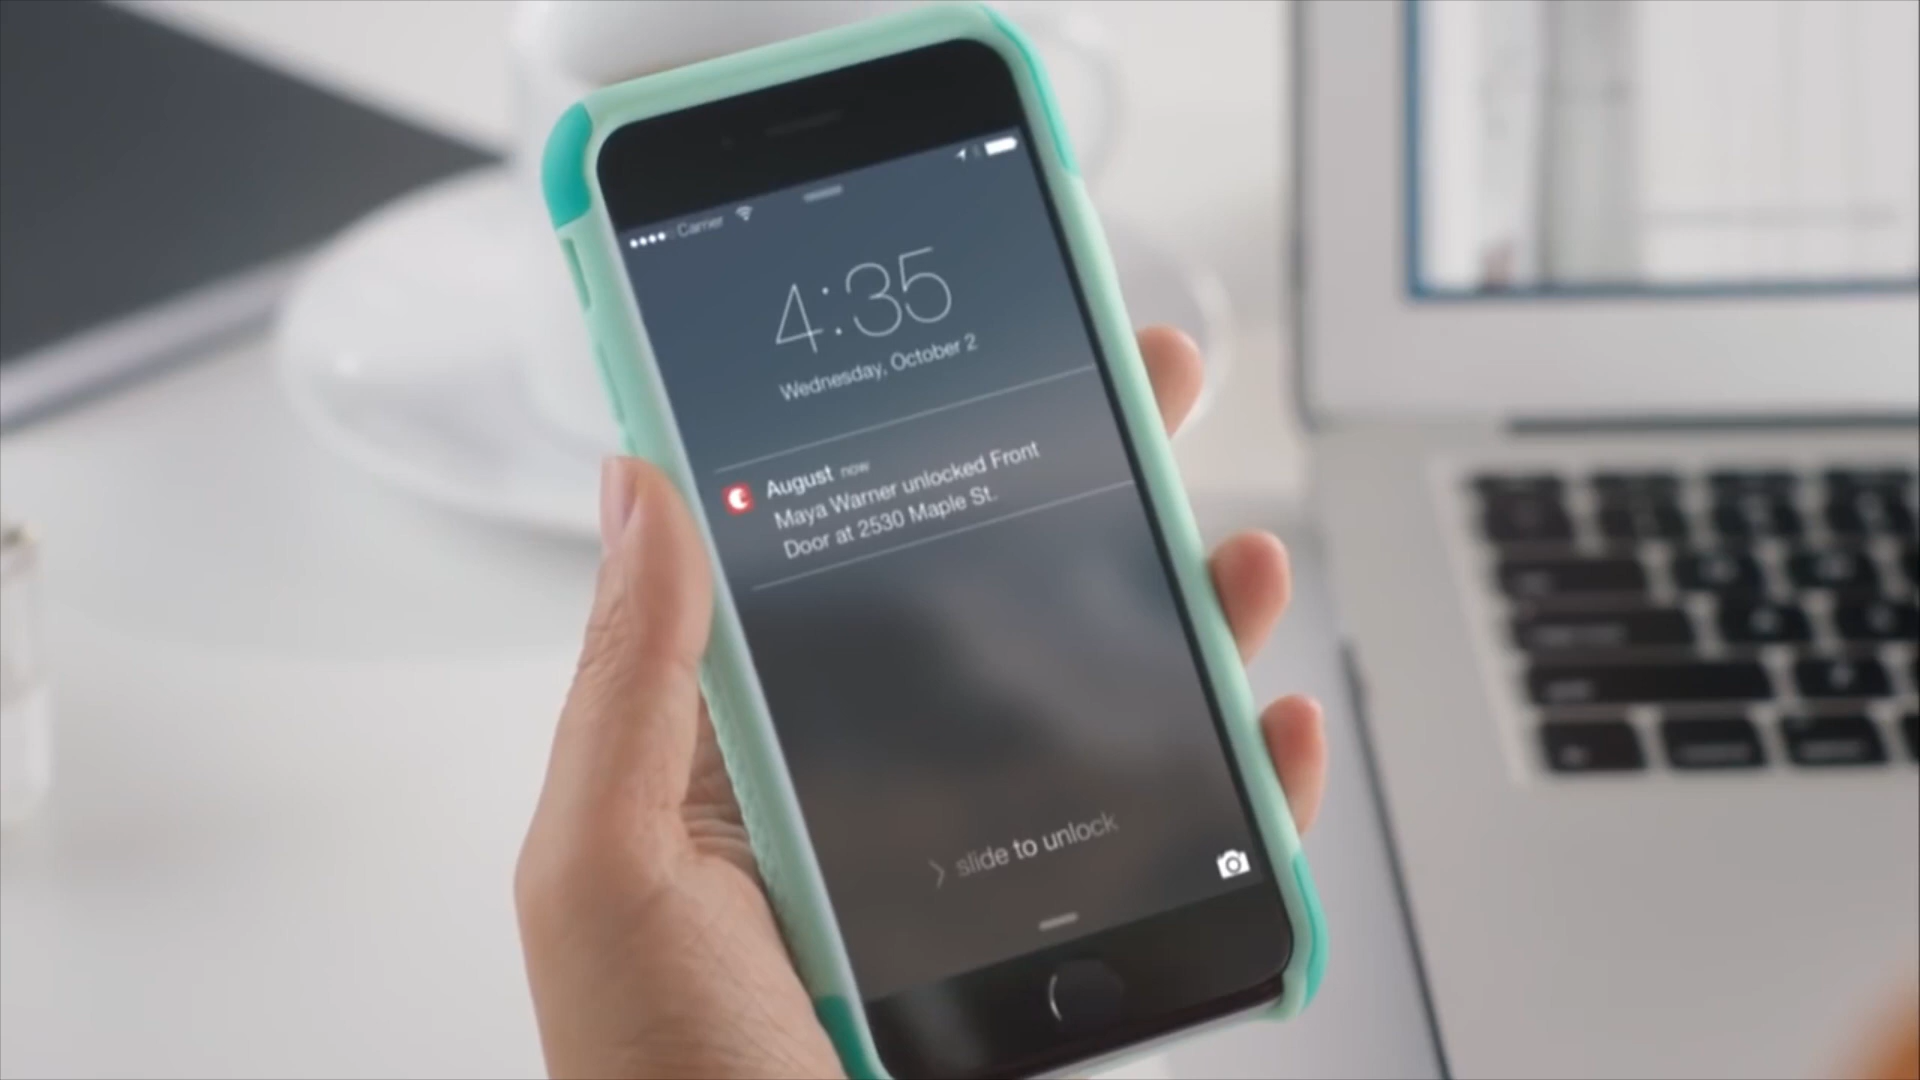 Carrier
4:35
Wednesday, October 2
August now
Maya Warner unlocked Front
Door at 2530 Maple St.
slide to unlock